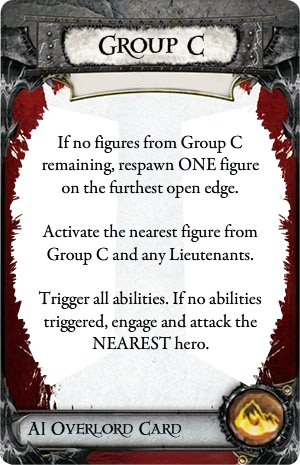 Group C
If no figures from Group C
remaining, respawn ONE figure
on the furthest open edge.
Activate the nearest figure from
Group C and any Lieutenants.
Trigger all abilities. If no abilities
triggered, engage and attack the
NEAREST hero.
AI Overlord Card